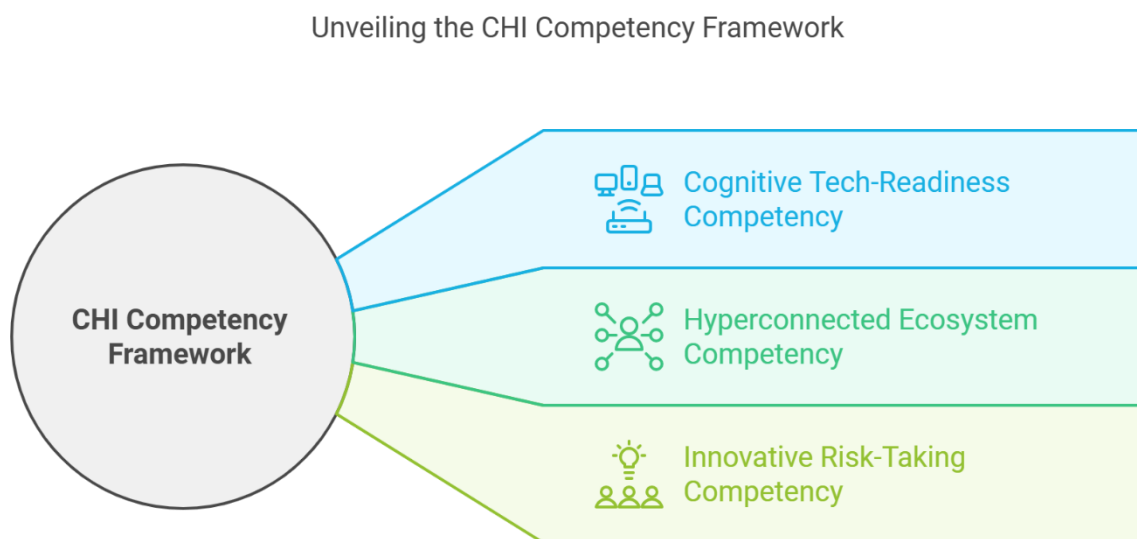 Unveiling the CHI Competency Framework
CHI Competency
Framework
Cognitive Tech-Readiness
Competency
Hyperconnected Ecosystem
Competency
Innovative Risk-Taking
Competency